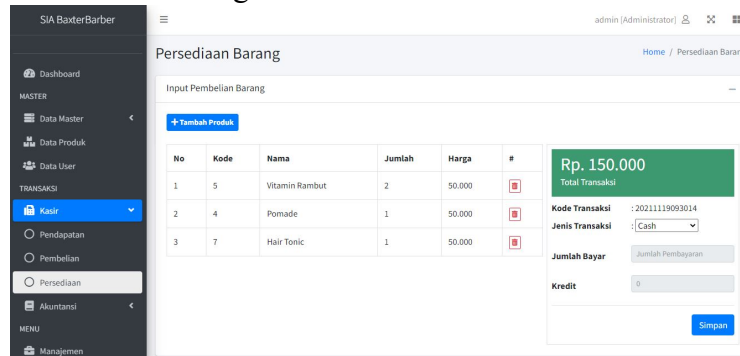 SIA BaxterBarber
admin [Administrator]
Persediaan Barang
Home / Persediaan Baran
Dashboard
MASTER
Data Master
Data Produk
Data User
TRANSAKSI
Kasir
Pendapatan
Pembelian
Persediaan
Akuntansi
MENU
Manajemen
Input Pembelian Barang
+ Tambah Produk
No Kode Nama Jumlah Harga #
1 5 Vitamin Rambut 2 50.000
2 4 Pomade 1 50.000
3 7 Hair Tonic 1 50.000
Rp. 150.000
Total Transaksi
Kode Transaksi : 20211119093014
Jenis Transaksi : Cash
Jumlah Bayar Jumlah Pembayaran
Kredit 0
Simpan